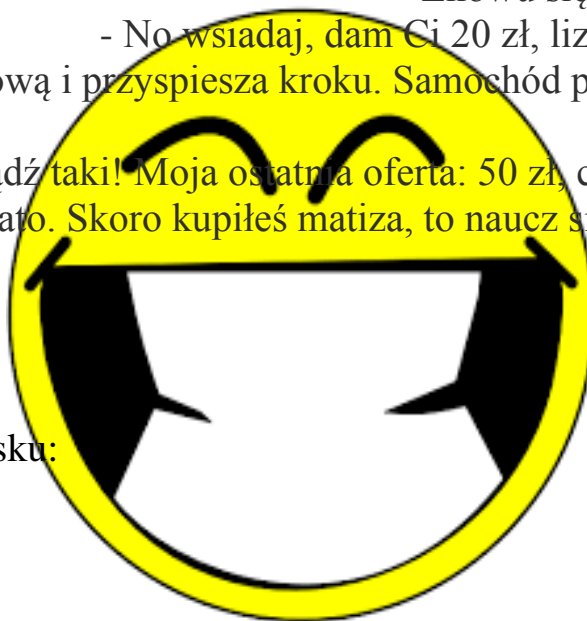 - No wsiadaj, dam Ci 20 zł, liz
ową i przyspiesza kroku. Samochód p
dź taki! Moja ostatnia oferta: 50 zł, c
ato. Skoro kupiłeś matiza, to naucz s
sku: